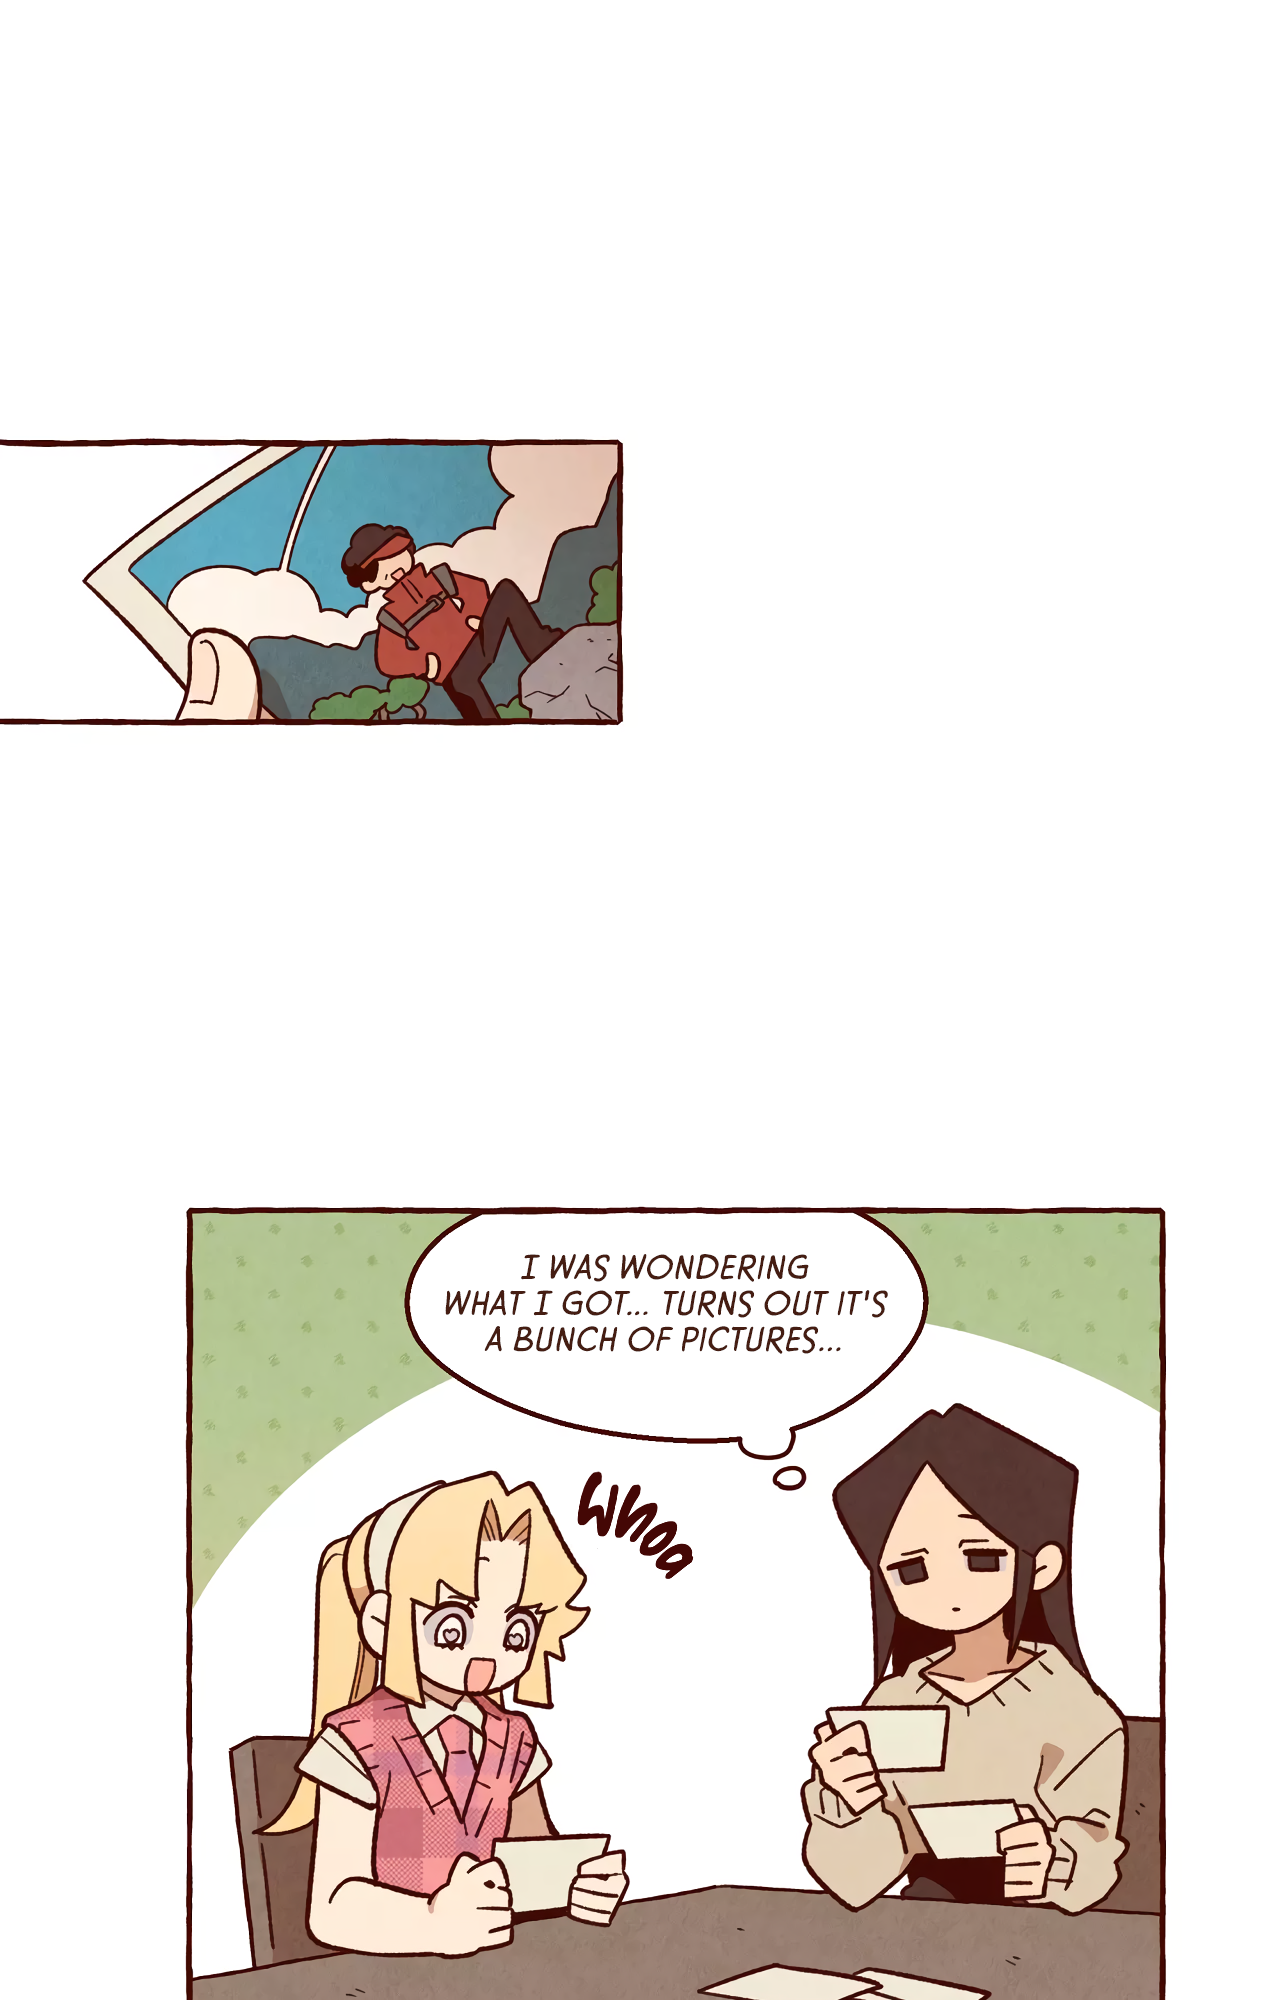 I WAS WONDERING
WHAT I GOT... TURNS OUT IT'S
A BUNCH OF PICTURES...
Whoa